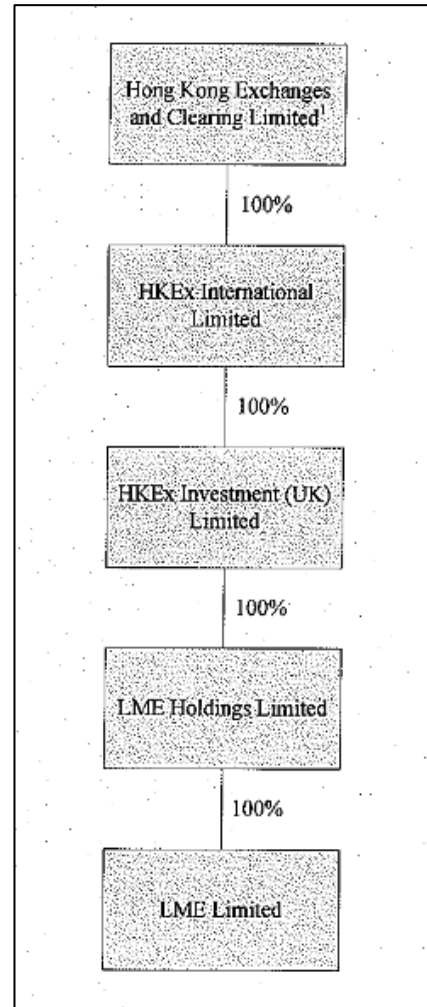 Hong Kong Exchanges
and Clearing Limited¹
100%
HKEx International
Limited
100%
HKEx Investment (UK)
Limited
100%
LME Holdings Limited
100%
LME Limited